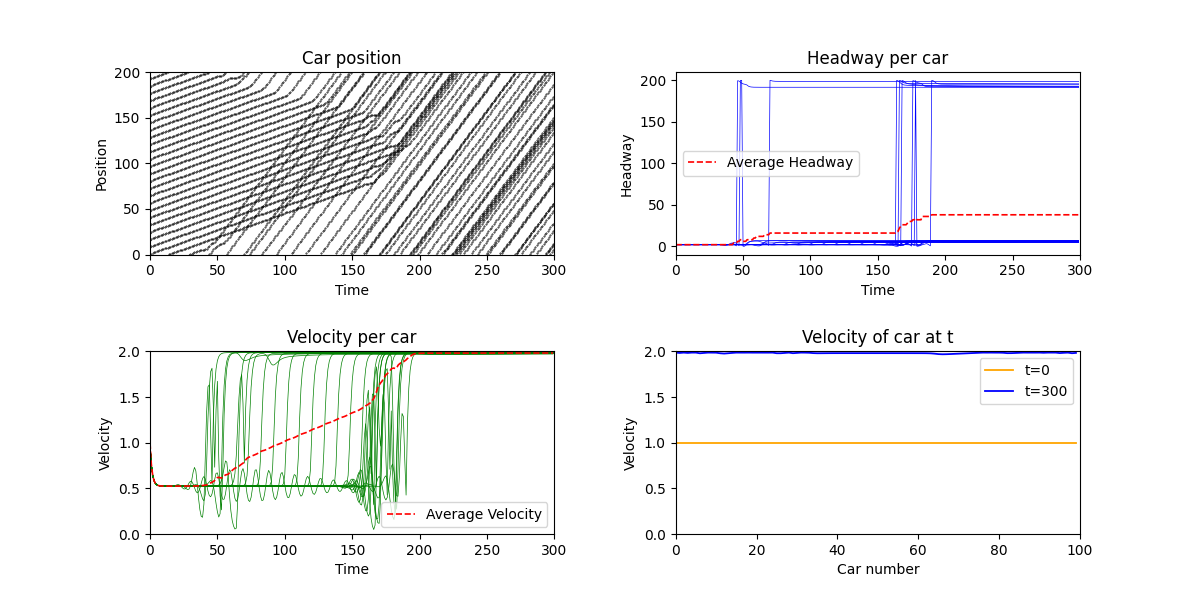 Car position
Position
200
150
100
50
0
0 50 100 150 200 250 300
Time
Headway per car
Headway
200
150
100
50
0
Average Headway
0 50 100 150 200 250 300
Time
Velocity per car
Velocity
2.0
1.5
1.0
0.5
0.0
Average Velocity
0 50 100 150 200 250 300
Time
Velocity of car at t
Velocity
2.0
1.5
1.0
0.5
0.0
t=0
t=300
0 20 40 60 80 100
Car number